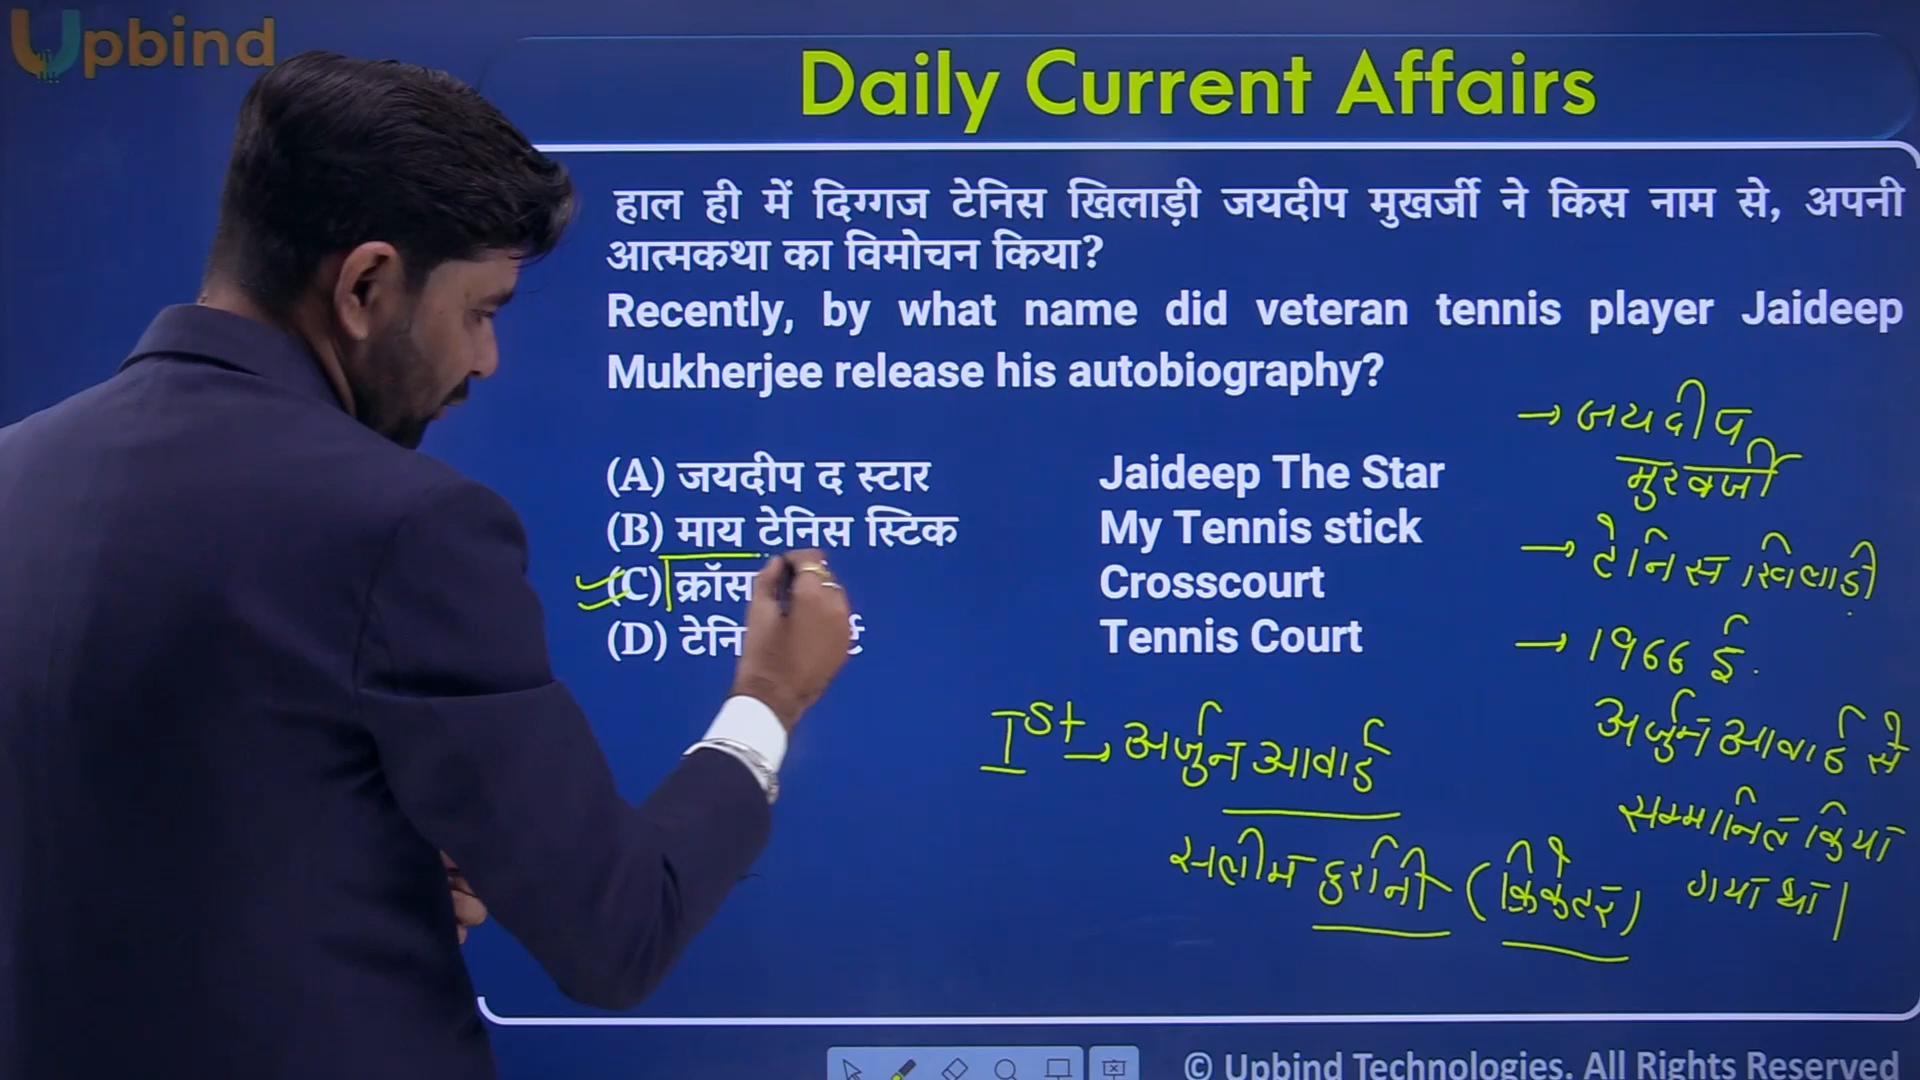 Upbind
Daily Current Affairs
हाल ही में दिग्गज टेनिस खिलाड़ी जयदीप मुखर्जी ने किस नाम से, अपनी
आत्मकथा का विमोचन किया?
Recently, by what name did veteran tennis player Jaideep
Mukherjee release his autobiography?
(A) जयदीप द स्टार Jaideep The Star
(B) माय टेनिस स्टिक My Tennis stick
(C) क्रॉस Crosscourt
(D) टेनि Tennis Court
→ जयदीप
मुखर्जी
→ टेनिस खिलाड़ी
→ 1966 ई.
अर्जुन आवार्ड से
सम्मानित किया
गया था।
Ist → अर्जुन आवार्ड
सलीम दुर्रानी (क्रिकेटर)
© Upbind Technologies. All Rights Reserved